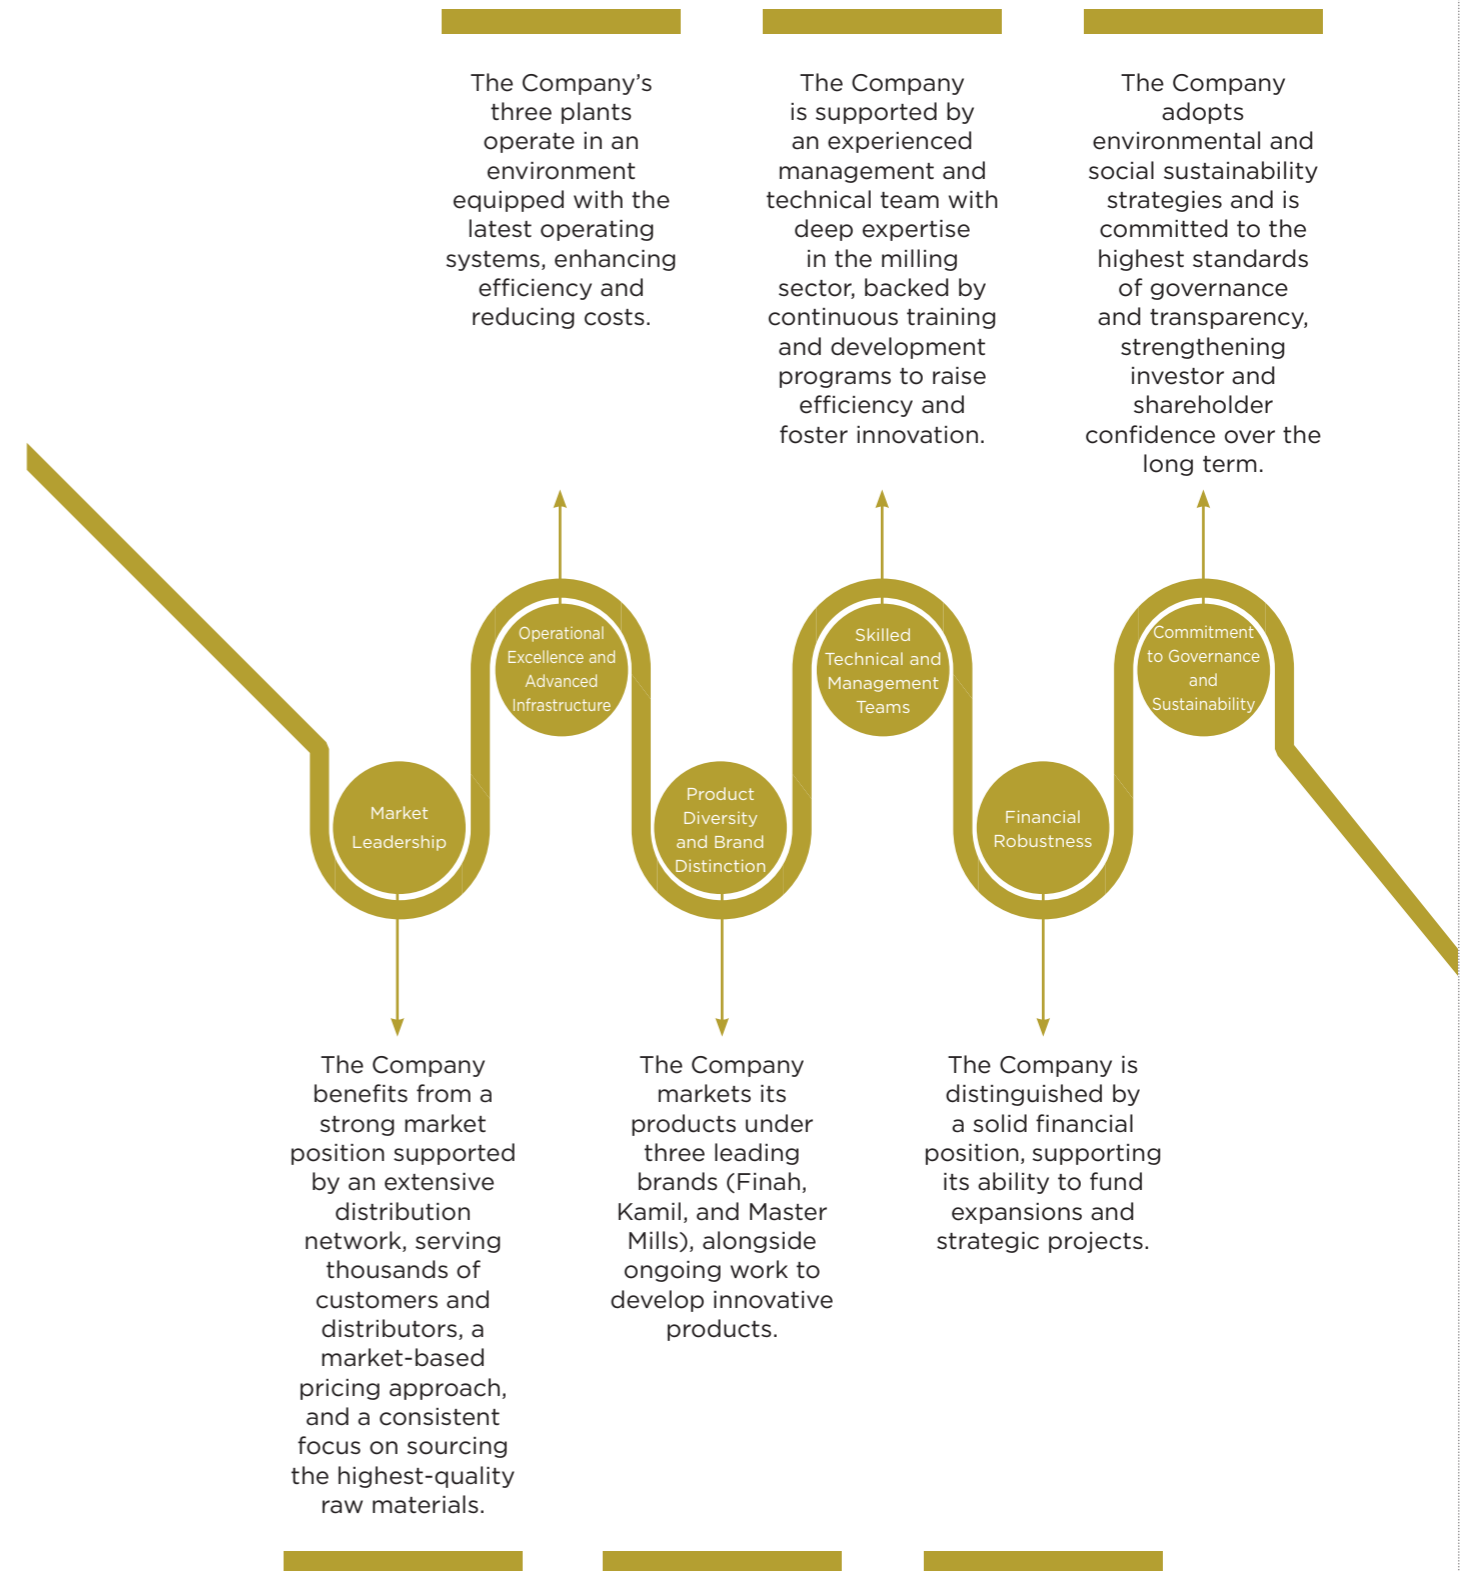 The Company's
three plants
operate in an
environment
equipped with the
latest operating
systems, enhancing
efficiency and
reducing costs.
The Company
is supported by
an experienced
management and
technical team with
deep expertise
in the milling
sector, backed by
continuous training
and development
programs to raise
efficiency and
foster innovation.
The Company
adopts
environmental and
social sustainability
strategies and is
committed to the
highest standards
of governance
and transparency,
strengthening
investor and
shareholder
confidence over the
long term.
Operational
Excellence and
Advanced
Infrastructure
Skilled
Technical and
Management
Teams
Commitment
to Governance
and
Sustainability
Market
Leadership
Product
Diversity
and Brand
Distinction
Financial
Robustness
The Company
benefits from a
strong market
position supported
by an extensive
distribution
network, serving
thousands of
customers and
distributors, a
market-based
pricing approach,
and a consistent
focus on sourcing
the highest-quality
raw materials.
The Company
markets its
products under
three leading
brands (Finah,
Kamil, and Master
Mills), alongside
ongoing work to
develop innovative
products.
The Company is
distinguished by
a solid financial
position, supporting
its ability to fund
expansions and
strategic projects.